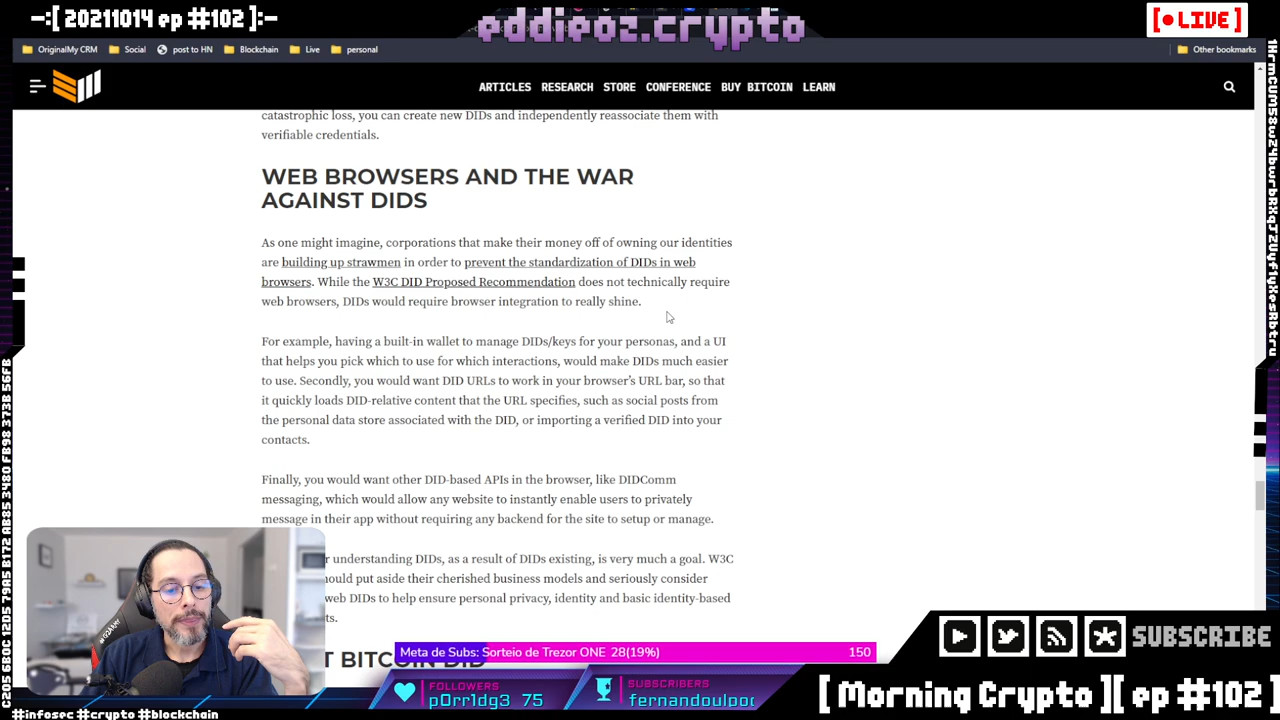 -:[ 20211014 ep #102 ]:-
eddieoz.crypto
[• LIVE ]
OriginalMy CRM
Social
post to HN
Blockchain
Live
personal
Other bookmarks
ARTICLES RESEARCH STORE CONFERENCE BUY BITCOIN LEARN
catastrophic loss, you can create new DIDs and independently reassociate them with
verifiable credentials.
WEB BROWSERS AND THE WAR
AGAINST DIDS
As one might imagine, corporations that make their money off of owning our identities
are building up strawmen in order to prevent the standardization of DIDs in web
browsers. While the W3C DID Proposed Recommendation does not technically require
web browsers, DIDs would require browser integration to really shine.
For example, having a built-in wallet to manage DIDs/keys for your personas, and a UI
that helps you pick which to use for which interactions, would make DIDs much easier
to use. Secondly, you would want DID URLs to work in your browser's URL bar, so that
it quickly loads DID-relative content that the URL specifies, such as social posts from
the personal data store associated with the DID, or importing a verified DID into your
contacts.
Finally, you would want other DID-based APIs in the browser, like DIDComm
messaging, which would allow any website to instantly enable users to privately
message in their app without requiring any backend for the site to setup or manage.
understanding DIDs, as a result of DIDs existing, is very much a goal. W3C
put aside their cherished business models and seriously consider
web DIDs to help ensure personal privacy, identity and basic identity-based
BITCOIN DID
Meta de Subs: Sorteio de Trezor ONE 28(19%) 150
FOLLOWERS
p0rr1dg3_75
SUBSCRIBERS
fernandoulpoc
SUBSCRIBE
[ Morning Crypto ][ ep #102 ]
#infosec #crypto #blockchain